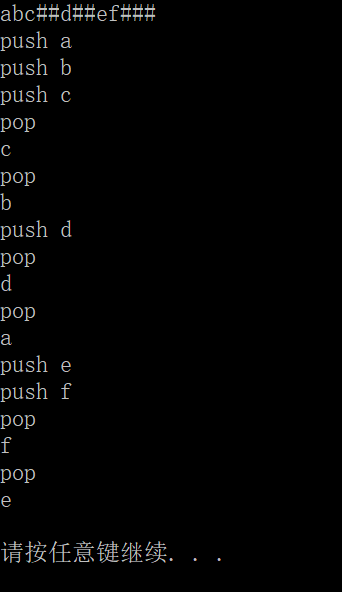 abc##d##ef###
push a
push b
push c
pop
c
pop
b
push d
pop
d
pop
a
push e
push f
pop
f
pop
e
请按任意键继续. . .